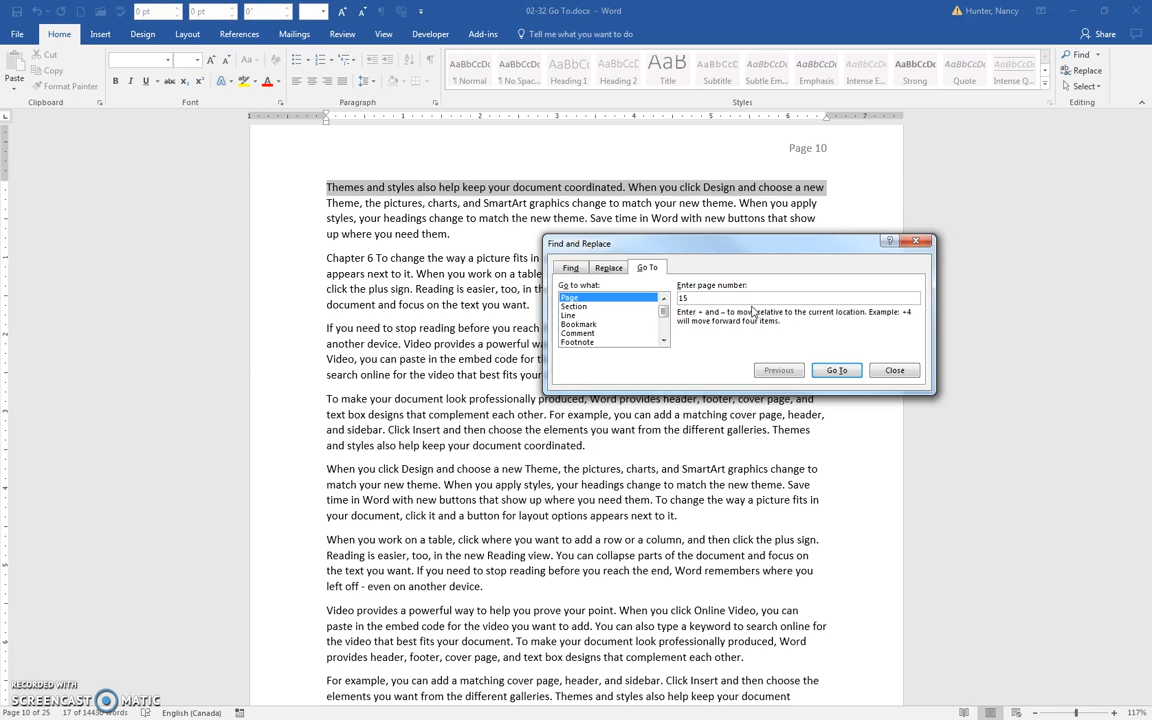 0 pt
0 pt
0"
02-32 Go To.docx - Word
Hunter, Nancy
File
Home
Insert
Design
Layout
References
Mailings
Review
View
Developer
Add-ins
Tell me what you want to do
Share
Paste
Cut
Copy
Format Painter
Clipboard
B I U abc x₂ x²
Font
Paragraph
AaBbCcDc
¶ Normal
AaBbCcDc
¶ No Spac...
AaBbCc
Heading 1
AaBbCcC
Heading 2
AaB
Title
AaBbCcC
Subtitle
AaBbCcDc
Subtle Em...
AaBbCcDc
Emphasis
AaBbCcDc
Intense E...
AaBbCcDc
Strong
AaBbCcDc
Quote
AaBbCcDc
Intense Q...
Styles
Find
Replace
Select
Editing
1 1 2 3 4 5 6 7
Page 10
Themes and styles also help keep your document coordinated. When you click Design and choose a new
Theme, the pictures, charts, and SmartArt graphics change to match your new theme. When you apply
styles, your headings change to match the new theme. Save time in Word with new buttons that show
up where you need them.
Chapter 6 To change the way a picture fits in
appears next to it. When you work on a table
click the plus sign. Reading is easier, too, in the
document and focus on the text you want.
If you need to stop reading before you reach
another device. Video provides a powerful way
Video, you can paste in the embed code for t
search online for the video that best fits your
To make your document look professionally produced, Word provides header, footer, cover page, and
text box designs that complement each other. For example, you can add a matching cover page, header,
and sidebar. Click Insert and then choose the elements you want from the different galleries. Themes
and styles also help keep your document coordinated.
When you click Design and choose a new Theme, the pictures, charts, and SmartArt graphics change to
match your new theme. When you apply styles, your headings change to match the new theme. Save
time in Word with new buttons that show up where you need them. To change the way a picture fits in
your document, click it and a button for layout options appears next to it.
When you work on a table, click where you want to add a row or a column, and then click the plus sign.
Reading is easier, too, in the new Reading view. You can collapse parts of the document and focus on
the text you want. If you need to stop reading before you reach the end, Word remembers where you
left off - even on another device.
Video provides a powerful way to help you prove your point. When you click Online Video, you can
paste in the embed code for the video you want to add. You can also type a keyword to search online for
the video that best fits your document. To make your document look professionally produced, Word
provides header, footer, cover page, and text box designs that complement each other.
For example, you can add a matching cover page, header, and sidebar. Click Insert and then choose the
elements you want from the different galleries. Themes and styles also help keep your document
Find and Replace
Find
Replace
Go To
Go to what:
Page
Section
Line
Bookmark
Comment
Footnote
Enter page number:
15
Enter + and – to move relative to the current location. Example: +4
will move forward four items.
Previous
Go To
Close
RECORDED WITH
SCREENCAST MATIC
Page 10 of 25
17 of 14430 words
English (Canada)
117%